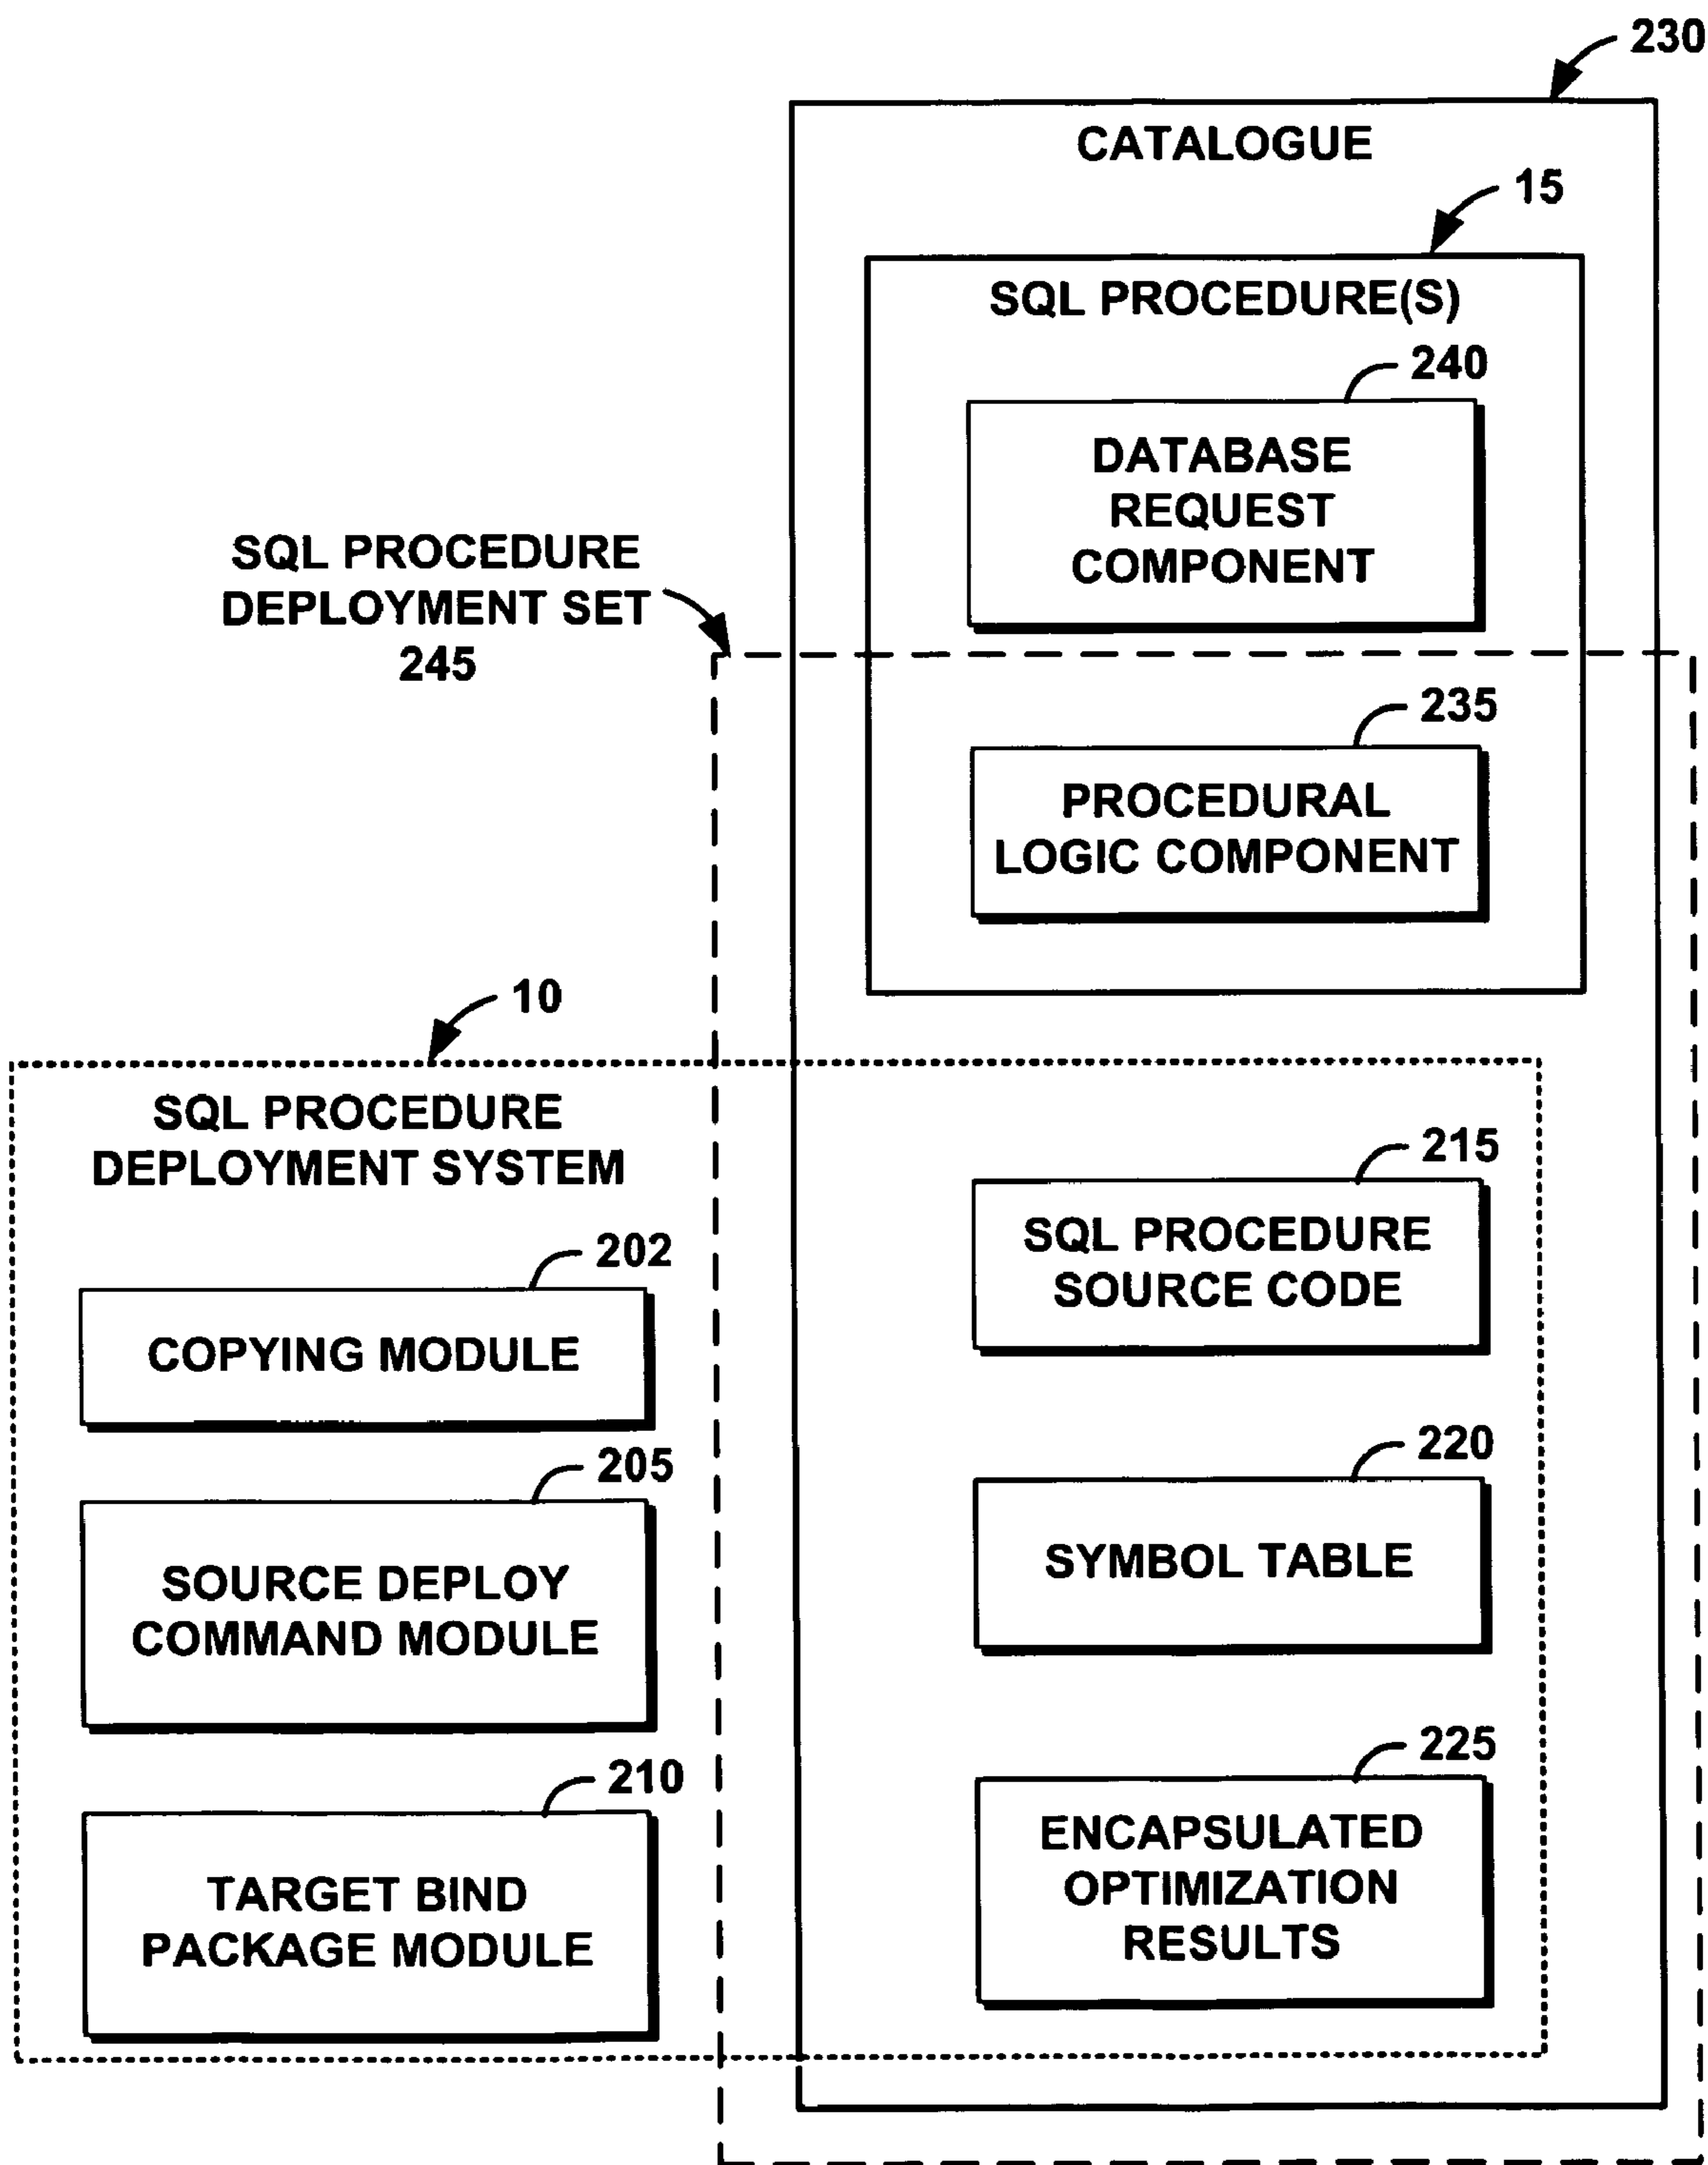 230
CATALOGUE
15
SQL PROCEDURE(S)
240
DATABASE
REQUEST
COMPONENT
SQL PROCEDURE
DEPLOYMENT SET
245
235
PROCEDURAL
LOGIC COMPONENT
10
SQL PROCEDURE
DEPLOYMENT SYSTEM
215
SQL PROCEDURE
SOURCE CODE
202
COPYING MODULE
220
SYMBOL TABLE
205
SOURCE DEPLOY
COMMAND MODULE
225
ENCAPSULATED
OPTIMIZATION
RESULTS
210
TARGET BIND
PACKAGE MODULE